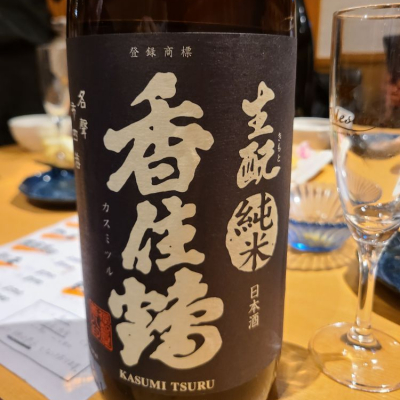 登録商標
生酛
きもと
純米
日本酒
香住鶴
カスミツル
KASUMI TSURU